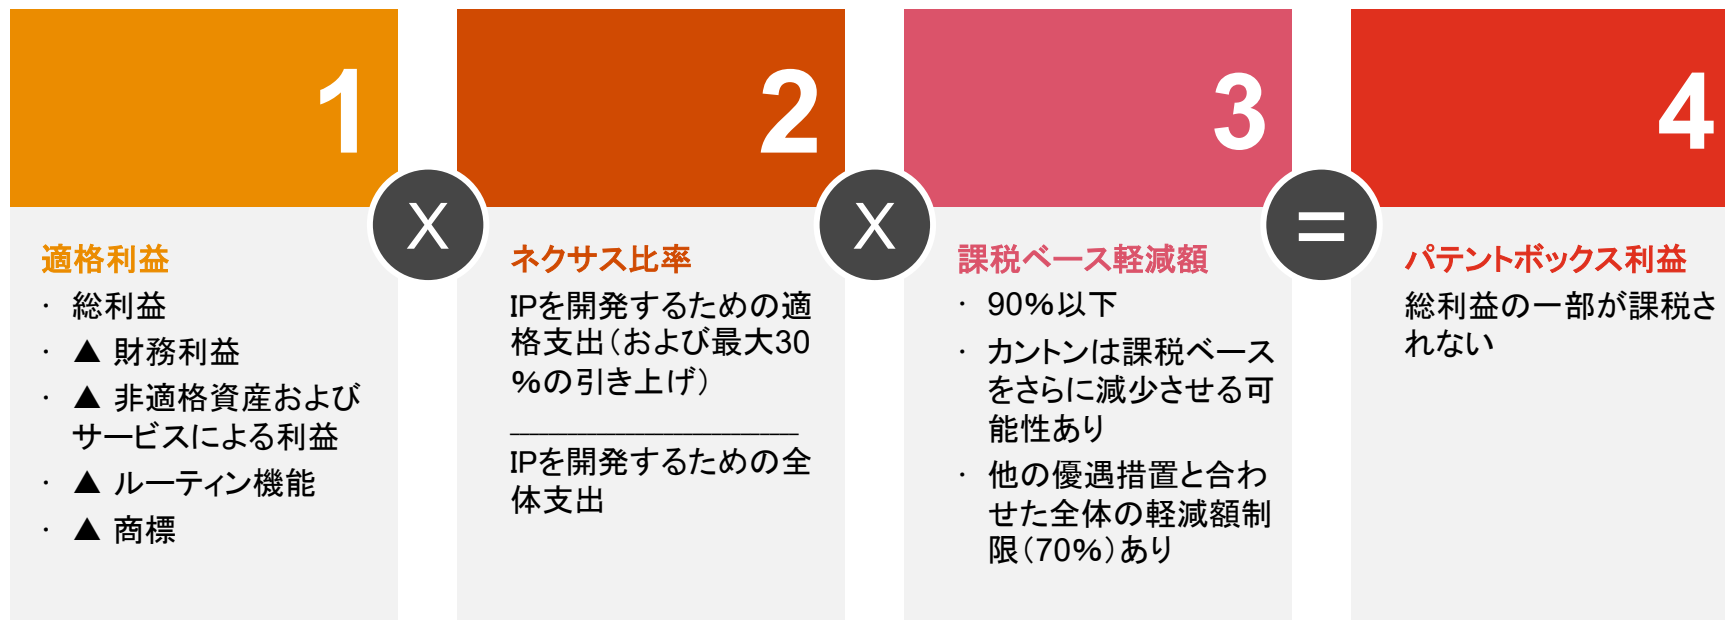 1
適格利益
· 総利益
· ▲ 財務利益
· ▲ 非適格資産および
サービスによる利益
· ▲ ルーティン機能
· ▲ 商標
X
2
ネクサス比率
IPを開発するための適
格支出（および最大30
%の引き上げ）
IPを開発するための全
体支出
X
3
課税ベース軽減額
· 90%以下
· カントンは課税ベース
をさらに減少させる可
能性あり
· 他の優遇措置と合わ
せた全体の軽減額制
限（70%）あり
=
4
パテントボックス利益
総利益の一部が課税さ
れない